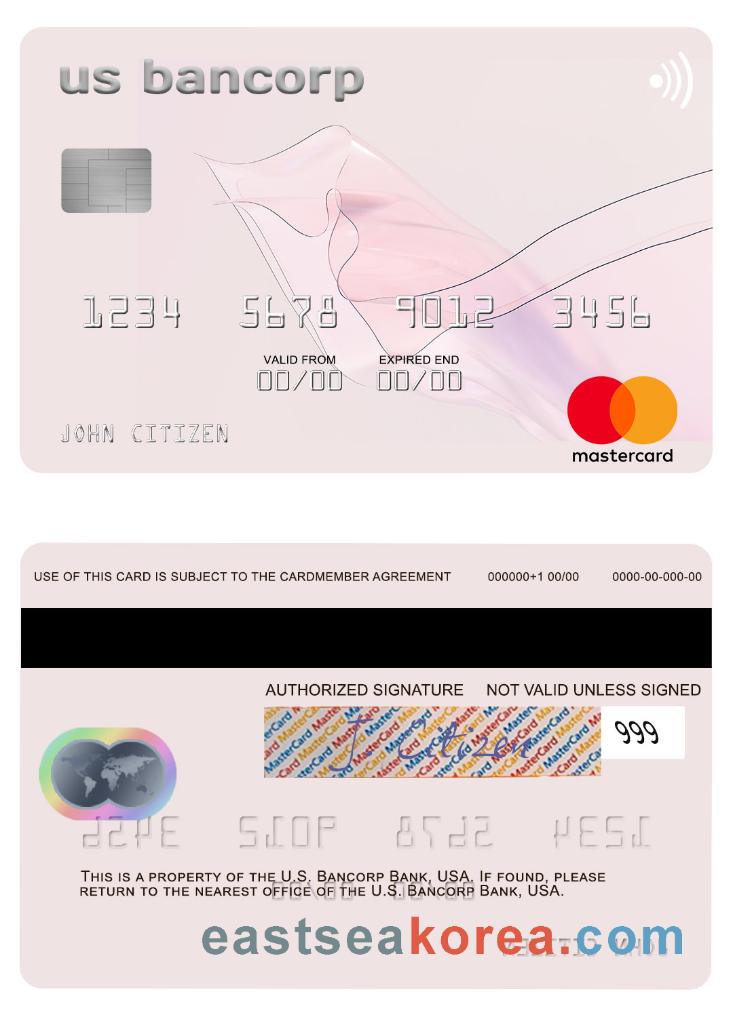 us bancorp
1234 5678 9012 3456
VALID FROM EXPIRED END
00/00 00/00
JOHN CITIZEN
mastercard
USE OF THIS CARD IS SUBJECT TO THE CARDMEMBER AGREEMENT 000000+1 00/00 0000-00-000-00
AUTHORIZED SIGNATURE NOT VALID UNLESS SIGNED
J Citizen 999
THIS IS A PROPERTY OF THE U.S. BANCORP BANK, USA. IF FOUND, PLEASE
RETURN TO THE NEAREST OFFICE OF THE U.S. BANCORP BANK, USA.
eastseakorea.com